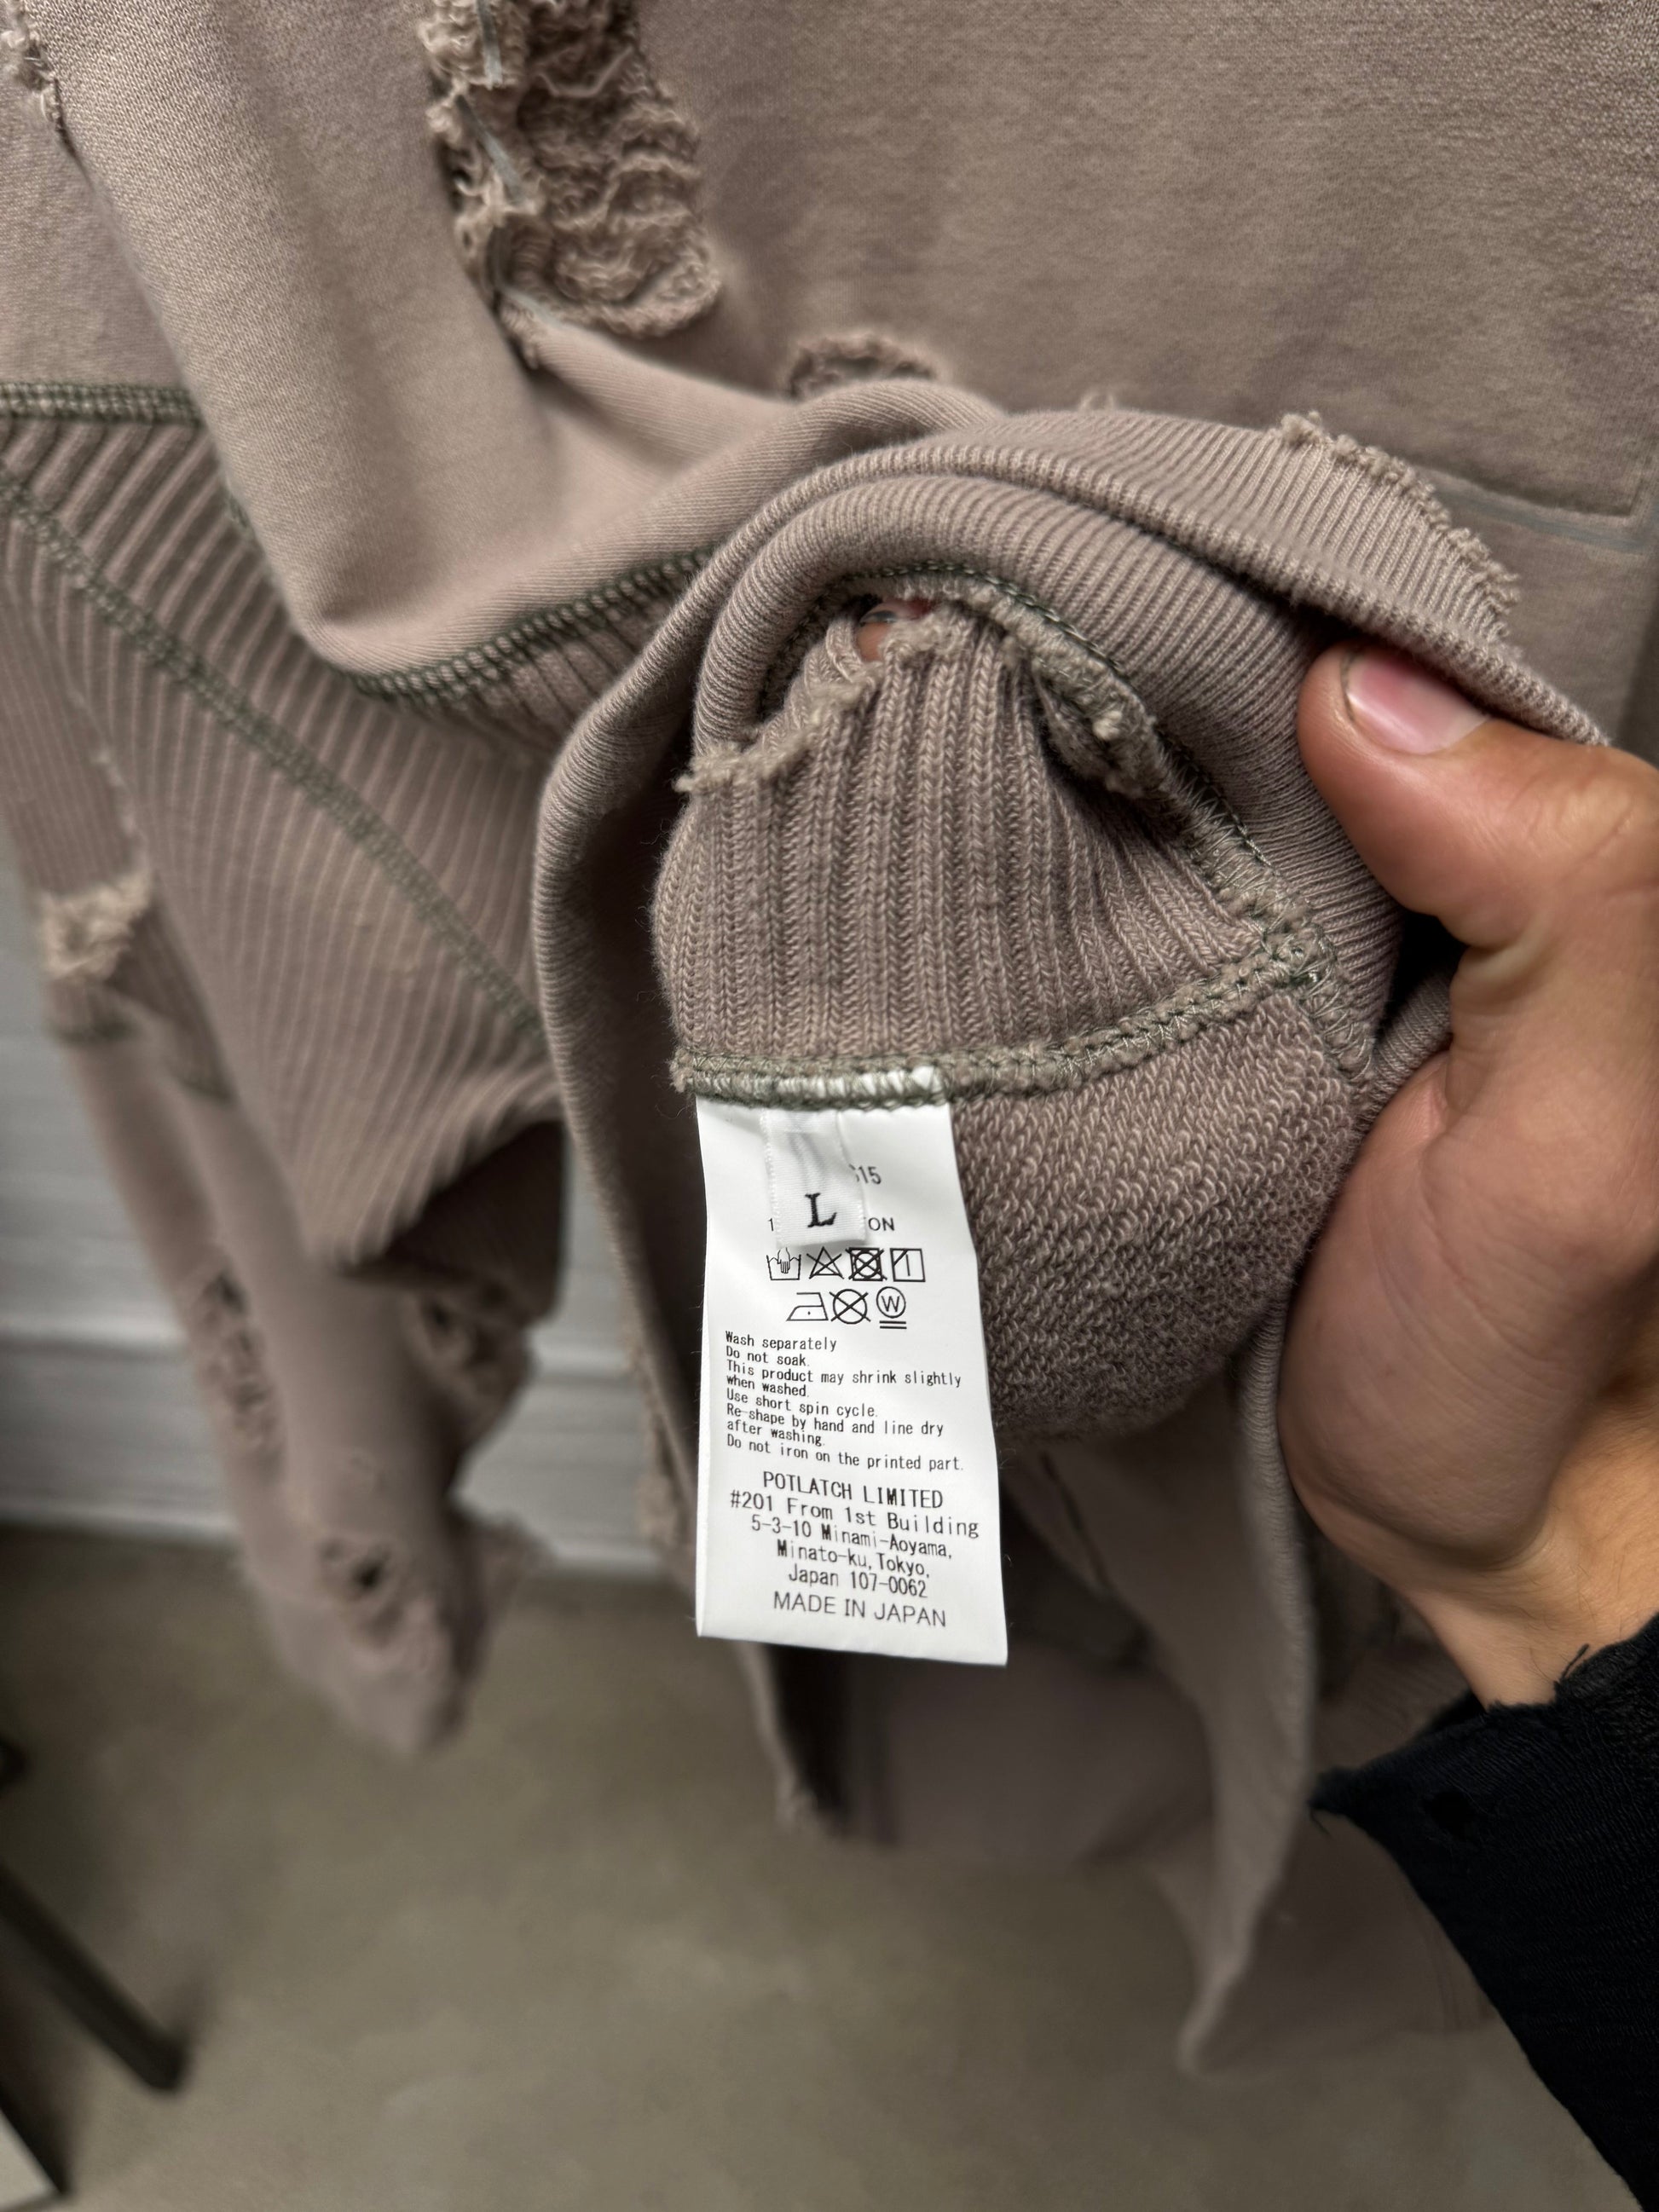 L
Wash separately
Do not soak.
This product may shrink slightly
when washed.
Use short spin cycle.
Re-shape by hand and line dry
after washing.
Do not iron on the printed part.
POTLATCH LIMITED
#201 From 1st Building
5-3-10 Minami-Aoyama,
Minato-ku, Tokyo,
Japan 107-0062
MADE IN JAPAN